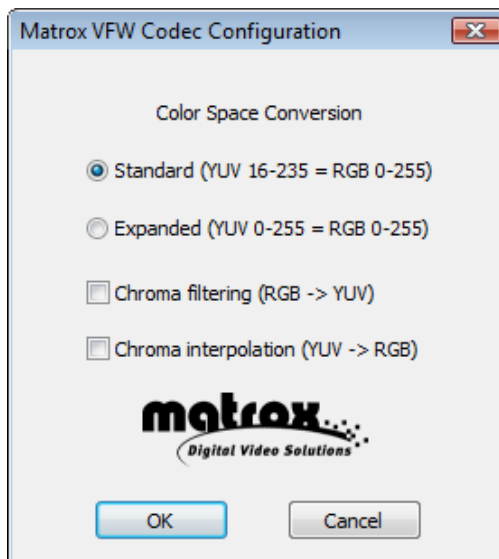 Matrox VFW Codec Configuration
Color Space Conversion
Standard (YUV 16-235 = RGB 0-255)
Expanded (YUV 0-255 = RGB 0-255)
Chroma filtering (RGB -> YUV)
Chroma interpolation (YUV -> RGB)
matrox
Digital Video Solutions
OK
Cancel